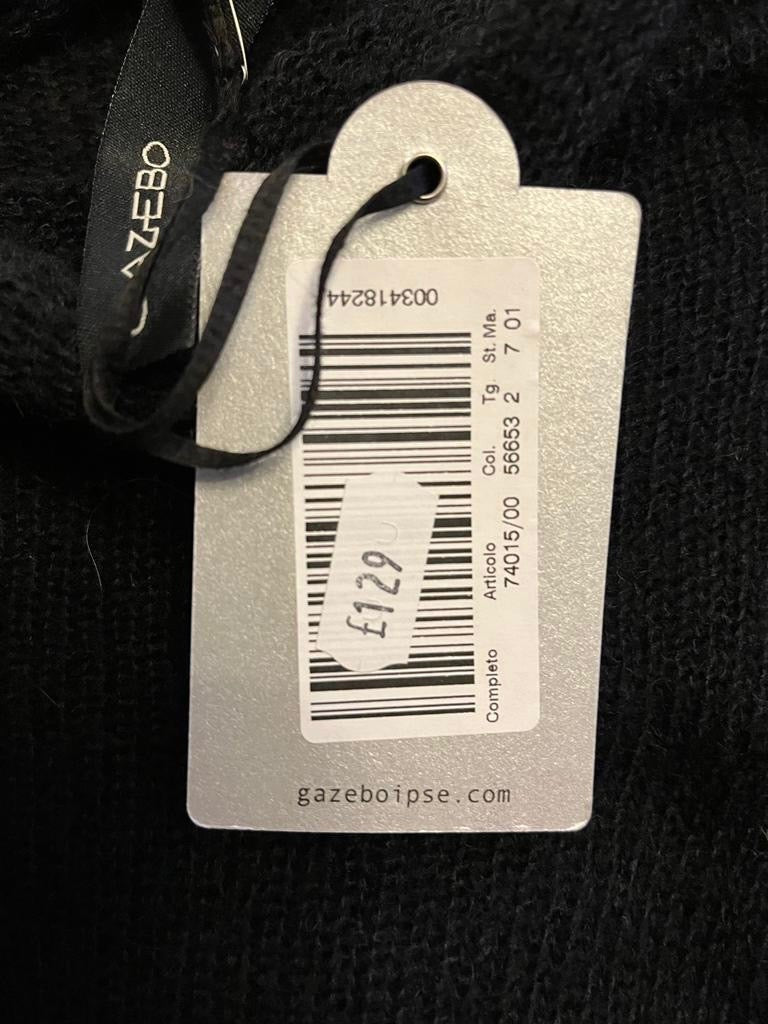 GAZEBO
003418244
Completo Articolo Col. Tg. St. Ma.
74015/00 56653 2 7 01
£129
gazeboipse.com